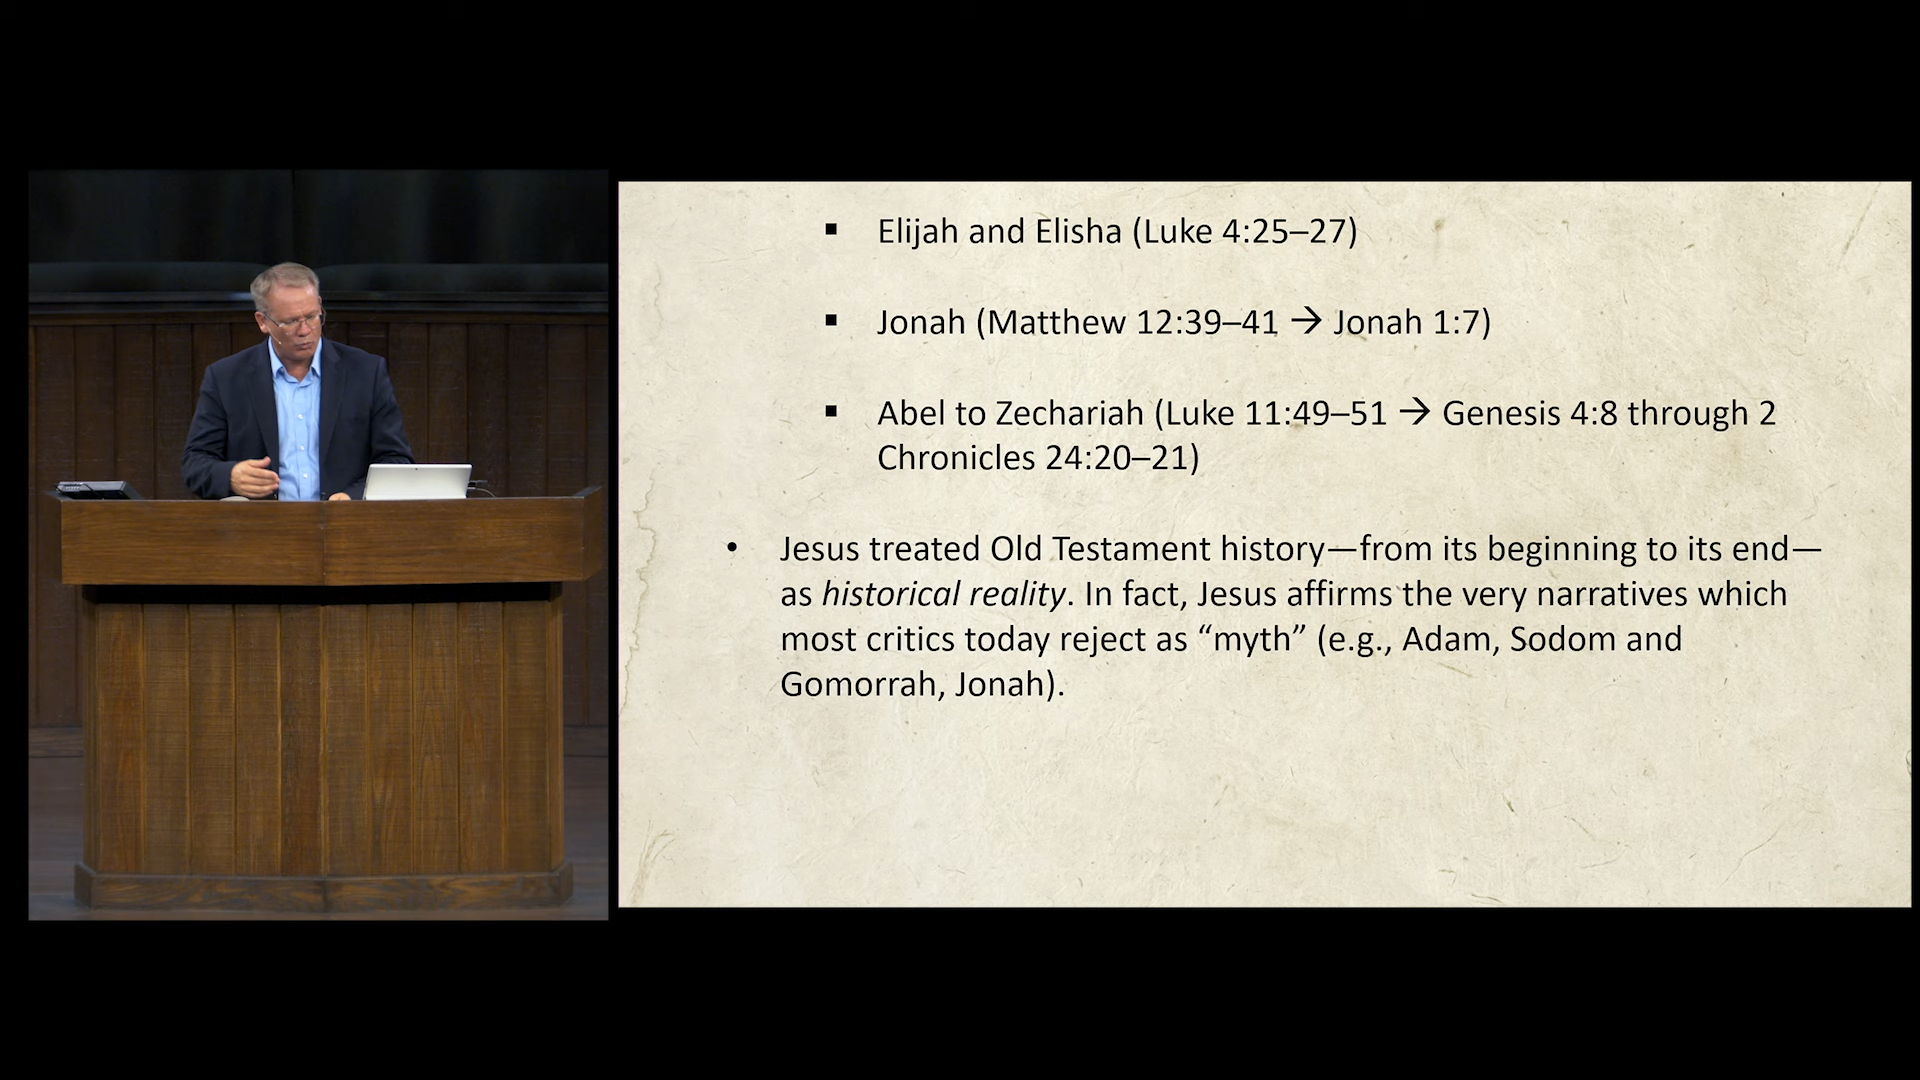 ▪ Elijah and Elisha (Luke 4:25–27)
▪ Jonah (Matthew 12:39–41 → Jonah 1:7)
▪ Abel to Zechariah (Luke 11:49–51 → Genesis 4:8 through 2
Chronicles 24:20–21)
• Jesus treated Old Testament history—from its beginning to its end—
as historical reality. In fact, Jesus affirms the very narratives which
most critics today reject as “myth” (e.g., Adam, Sodom and
Gomorrah, Jonah).